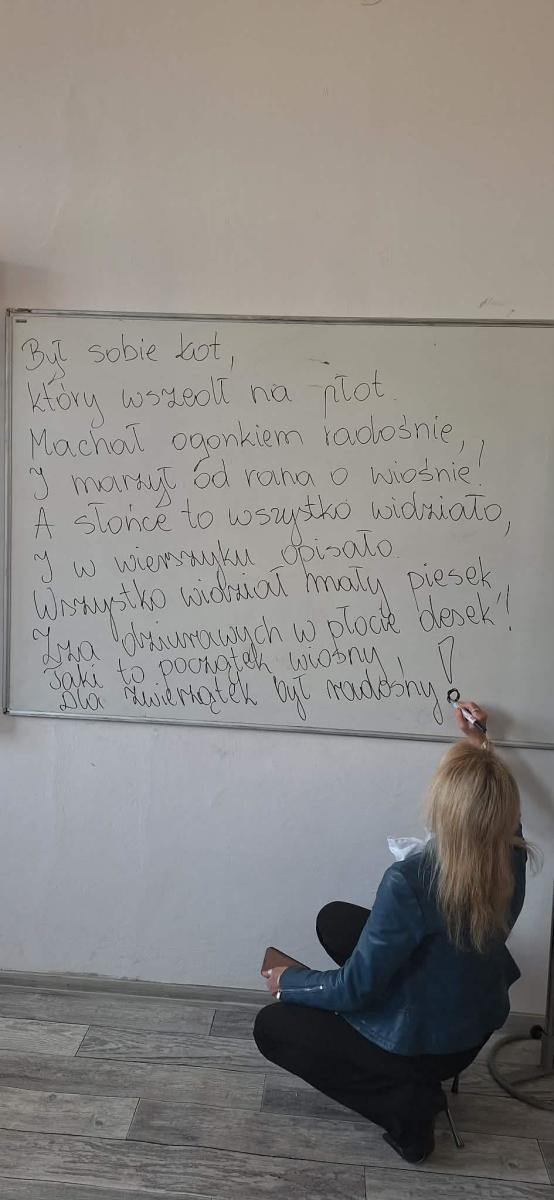 Był sobie kot,
który wszedł na płot.
Machał ogonkiem radośnie,
I marzył od rana o wiośnie!
A słońce to wszystko widziało,
I w wierszyku opisało.
Wszystko widział mały piesek,
Zza dziurawych w płocie desek!
Taki to początek wiosny
Dla zwierzątek był radosny!